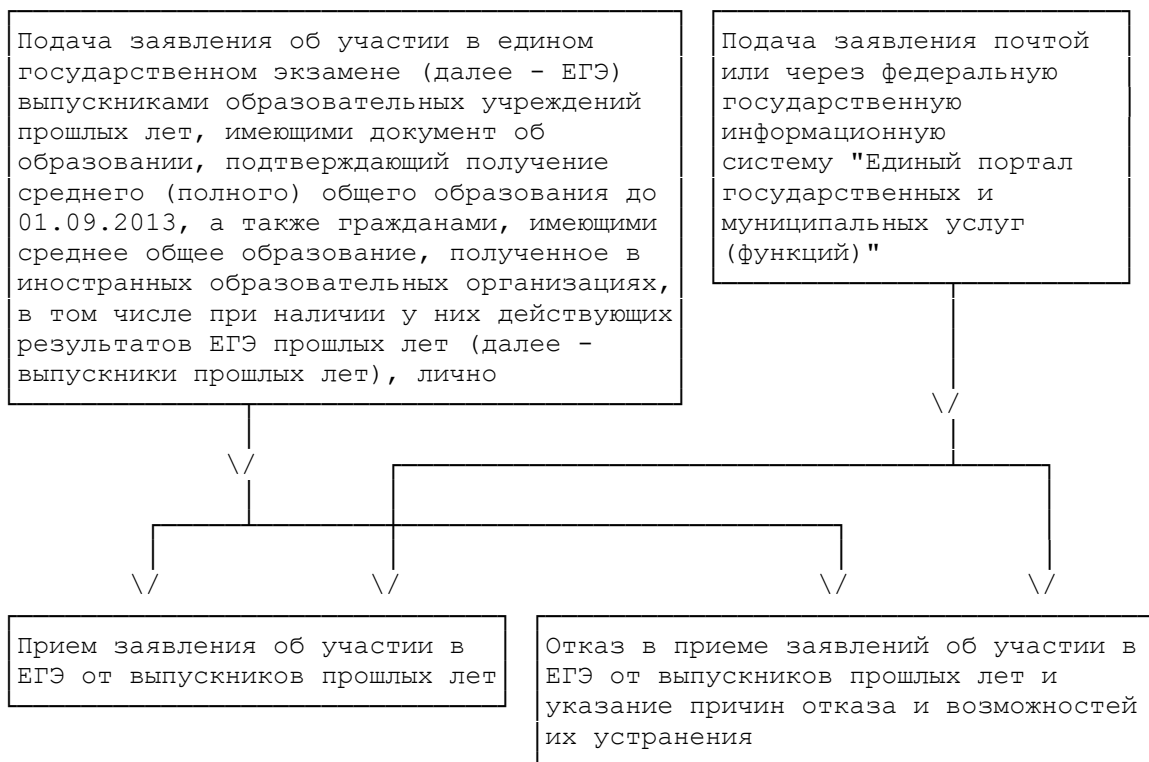 Подача заявления об участии в едином
государственном экзамене (далее - ЕГЭ)
выпускниками образовательных учреждений
прошлых лет, имеющими документ об
образовании, подтверждающий получение
среднего (полного) общего образования до
01.09.2013, а также гражданами, имеющими
среднее общее образование, полученное в
иностранных образовательных организациях,
в том числе при наличии у них действующих
результатов ЕГЭ прошлых лет (далее -
выпускники прошлых лет), лично
Подача заявления почтой
или через федеральную
государственную
информационную
систему "Единый портал
государственных и
муниципальных услуг
(функций)"
Прием заявления об участии в
ЕГЭ от выпускников прошлых лет
Отказ в приеме заявлений об участии в
ЕГЭ от выпускников прошлых лет и
указание причин отказа и возможностей
их устранения